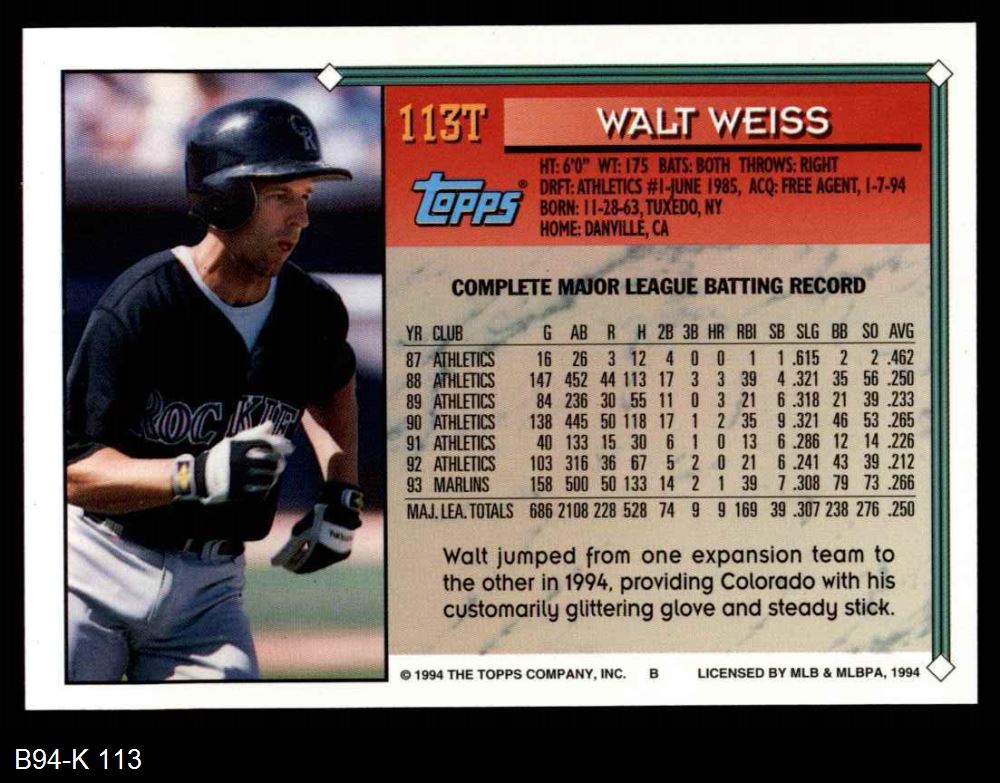 113T
WALT WEISS
TOPPS®
HT: 6'0" WT: 175 BATS: BOTH THROWS: RIGHT
DRFT: ATHLETICS #1-JUNE 1985, ACQ: FREE AGENT, 1-7-94
BORN: 11-28-63, TUXEDO, NY
HOME: DANVILLE, CA
CR
ROCKIE
COMPLETE MAJOR LEAGUE BATTING RECORD
YR CLUB G AB R H 2B 3B HR RBI SB SLG BB SO AVG
87 ATHLETICS 16 26 3 12 4 0 0 1 1 .615 2 2 .462
88 ATHLETICS 147 452 44 113 17 3 3 39 4 .321 35 56 .250
89 ATHLETICS 84 236 30 55 11 0 3 21 6 .318 21 39 .233
90 ATHLETICS 138 445 50 118 17 1 2 35 9 .321 46 53 .265
91 ATHLETICS 40 133 15 30 6 1 0 13 6 .286 12 14 .226
92 ATHLETICS 103 316 36 67 5 2 0 21 6 .241 43 39 .212
93 MARLINS 158 500 50 133 14 2 1 39 7 .308 79 73 .266
MAJ. LEA. TOTALS 686 2108 228 528 74 9 9 169 39 .307 238 276 .250
Walt jumped from one expansion team to
the other in 1994, providing Colorado with his
customarily glittering glove and steady stick.
© 1994 THE TOPPS COMPANY, INC. B LICENSED BY MLB & MLBPA, 1994
B94-K 113